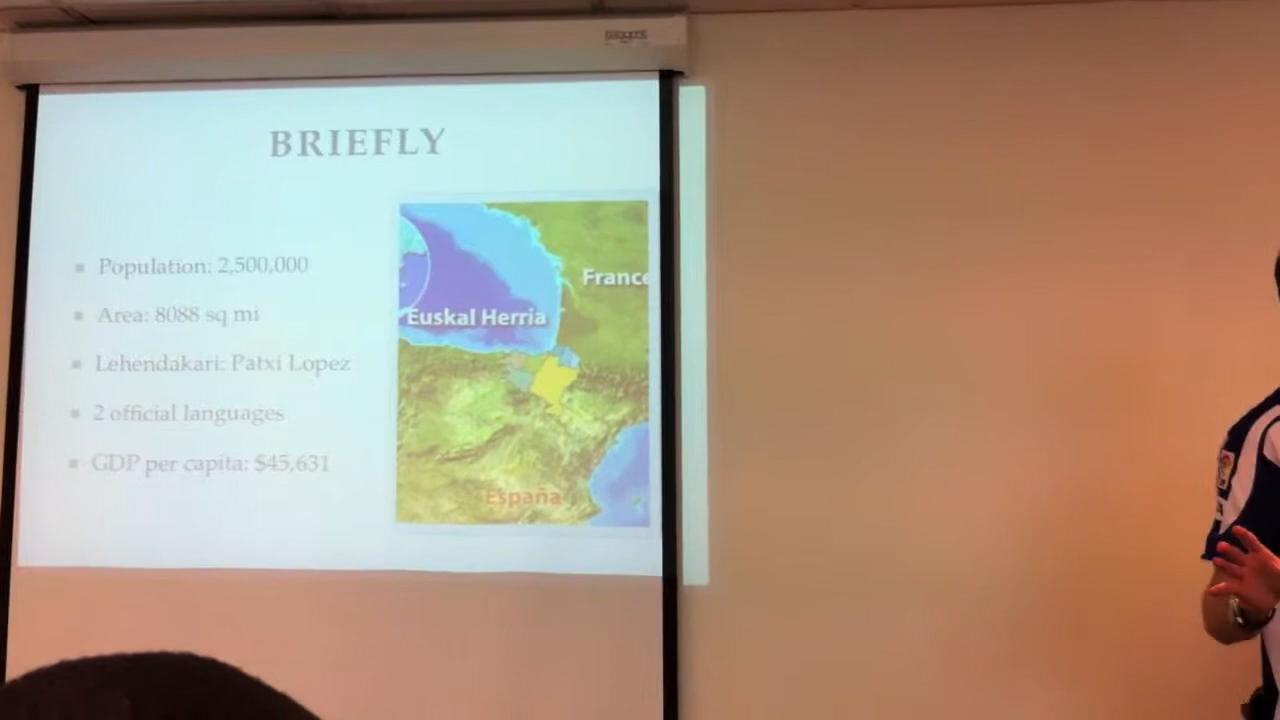 BRIEFLY
Population: 2,500,000
Area: 8088 sq mi
Lehendakari: Patxi Lopez
2 official languages
GDP per capita: $45,631
France
Euskal Herria
España